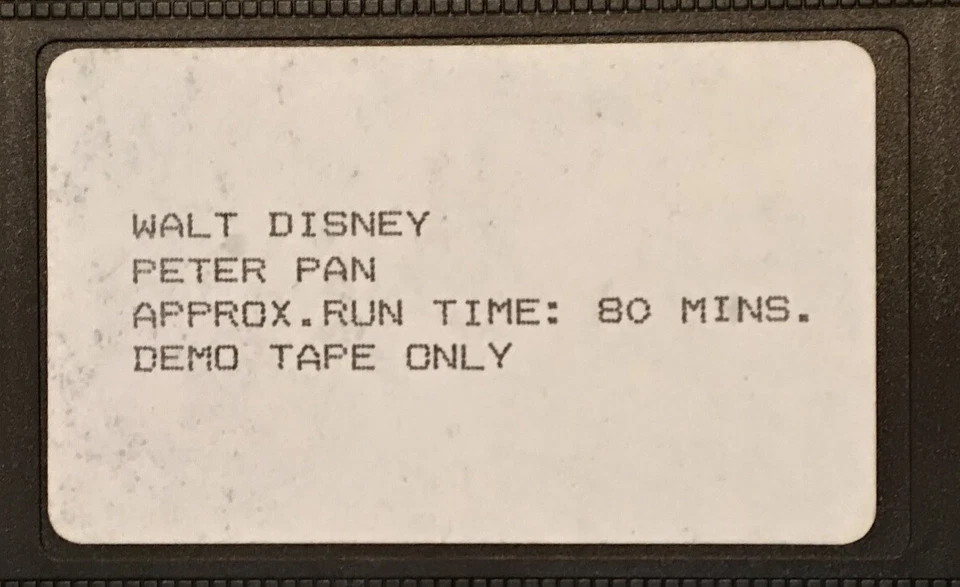 WALT DISNEY
PETER PAN
APPROX.RUN TIME: 80 MINS.
DEMO TAPE ONLY